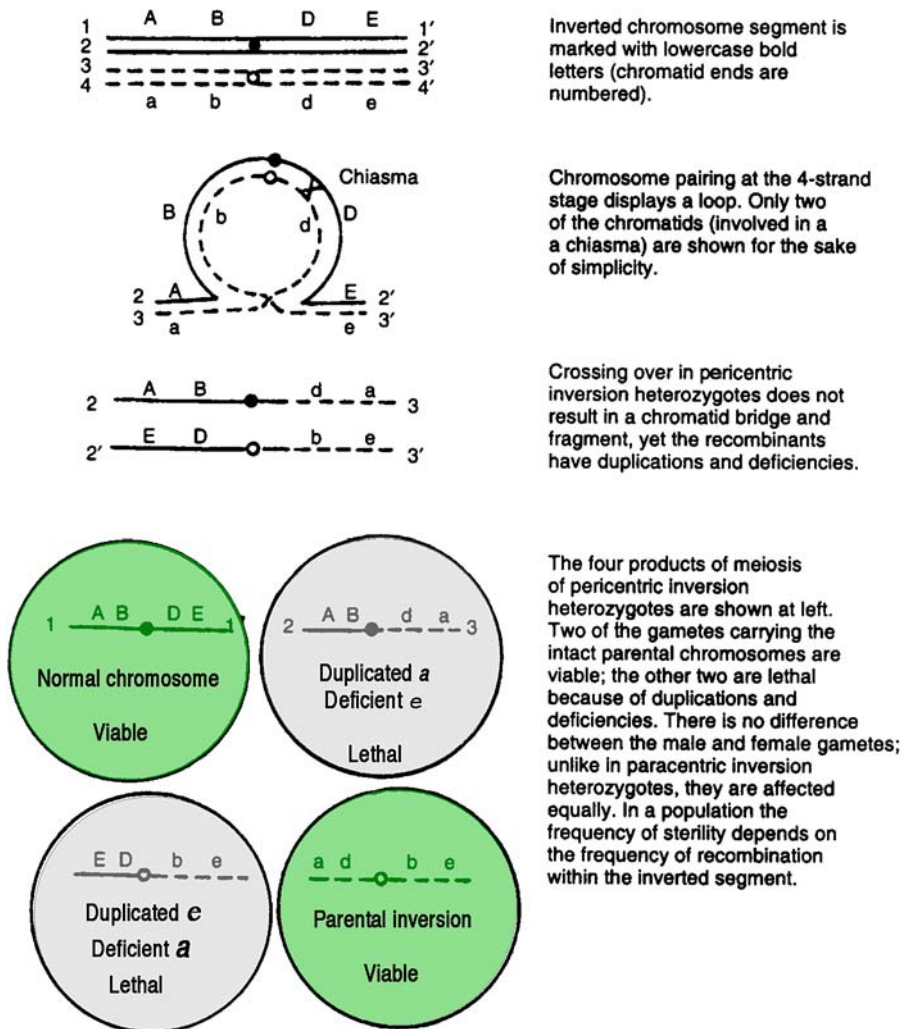 A B D E
1 1′
2 2′
3 3′
4 4′
a b d e
Inverted chromosome segment is
marked with lowercase bold
letters (chromatid ends are
numbered).
Chiasma
B b d D
2 A E 2′
3 a e 3′
Chromosome pairing at the 4-strand
stage displays a loop. Only two
of the chromatids (involved in a
a chiasma) are shown for the sake
of simplicity.
A B d a
2 3
E D b e
2′ 3′
Crossing over in pericentric
inversion heterozygotes does not
result in a chromatid bridge and
fragment, yet the recombinants
have duplications and deficiencies.
A B D E
1 1
Normal chromosome
Viable
A B d a
2 3
Duplicated a
Deficient e
Lethal
E D b e
Duplicated e
Deficient a
Lethal
a d b e
Parental inversion
Viable
The four products of meiosis
of pericentric inversion
heterozygotes are shown at left.
Two of the gametes carrying the
intact parental chromosomes are
viable; the other two are lethal
because of duplications and
deficiencies. There is no difference
between the male and female gametes;
unlike in paracentric inversion
heterozygotes, they are affected
equally. In a population the
frequency of sterility depends on
the frequency of recombination
within the inverted segment.